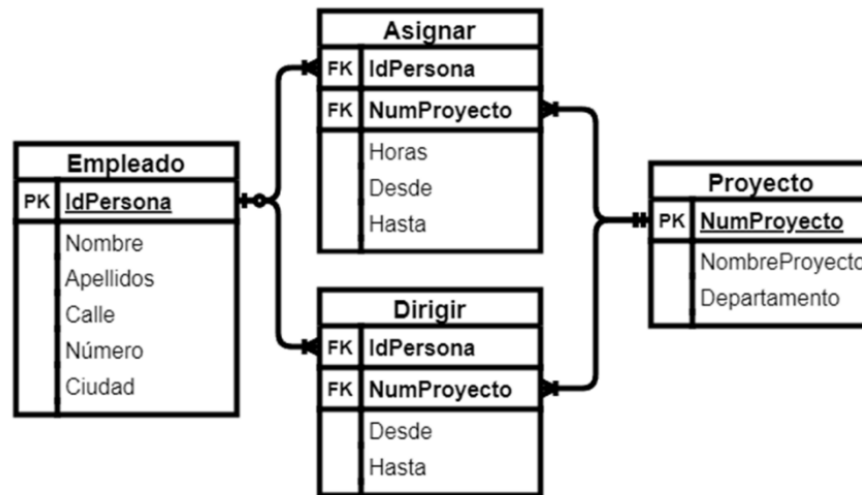 Empleado
PK IdPersona
Nombre
Apellidos
Calle
Número
Ciudad
Asignar
FK IdPersona
FK NumProyecto
Horas
Desde
Hasta
Dirigir
FK IdPersona
FK NumProyecto
Desde
Hasta
Proyecto
PK NumProyecto
NombreProyecto
Departamento